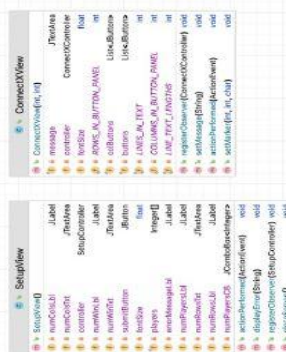 ConnectXView
ConnectXView(int, int)
message JTextArea
controller ConnectXController
fontSize float
ROWS_IN_BUTTON_PANEL int
colButtons List<JButton>
buttons List<JButton>
LINES_IN_TEXT int
COLUMNS_IN_BUTTON_PANEL int
LINE_TEXT_LENGTHS int
registerObserver(ConnectXController) void
setMessage(String) void
actionPerformed(ActionEvent) void
setMarker(int, int, char) void
SetupView
SetupView()
numColsLbl JLabel
numColsTxt JTextArea
controller SetupController
numWinLbl JLabel
numWinTxt JTextArea
submitButton JButton
fontSize float
players Integer[]
errorMessageLbl JLabel
numPlayersLbl JLabel
numRowsTxt JTextArea
numRowsLbl JLabel
numPlayersCB JComboBox<Integer>
actionPerformed(ActionEvent) void
displayError(String) void
registerObserver(SetupController) void